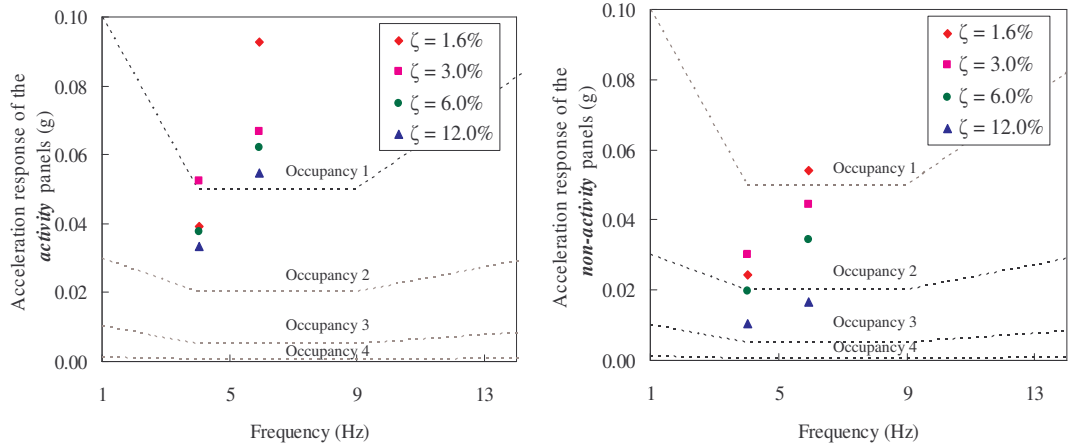 Acceleration response of the
activity panels (g)
0.10
0.08
0.06
0.04
0.02
0.00
ζ = 1.6%
ζ = 3.0%
ζ = 6.0%
ζ = 12.0%
Occupancy 1
Occupancy 2
Occupancy 3
Occupancy 4
1 5 9 13
Frequency (Hz)
Acceleration response of the
non-activity panels (g)
0.10
0.08
0.06
0.04
0.02
0.00
ζ = 1.6%
ζ = 3.0%
ζ = 6.0%
ζ = 12.0%
Occupancy 1
Occupancy 2
Occupancy 3
Occupancy 4
1 5 9 13
Frequency (Hz)